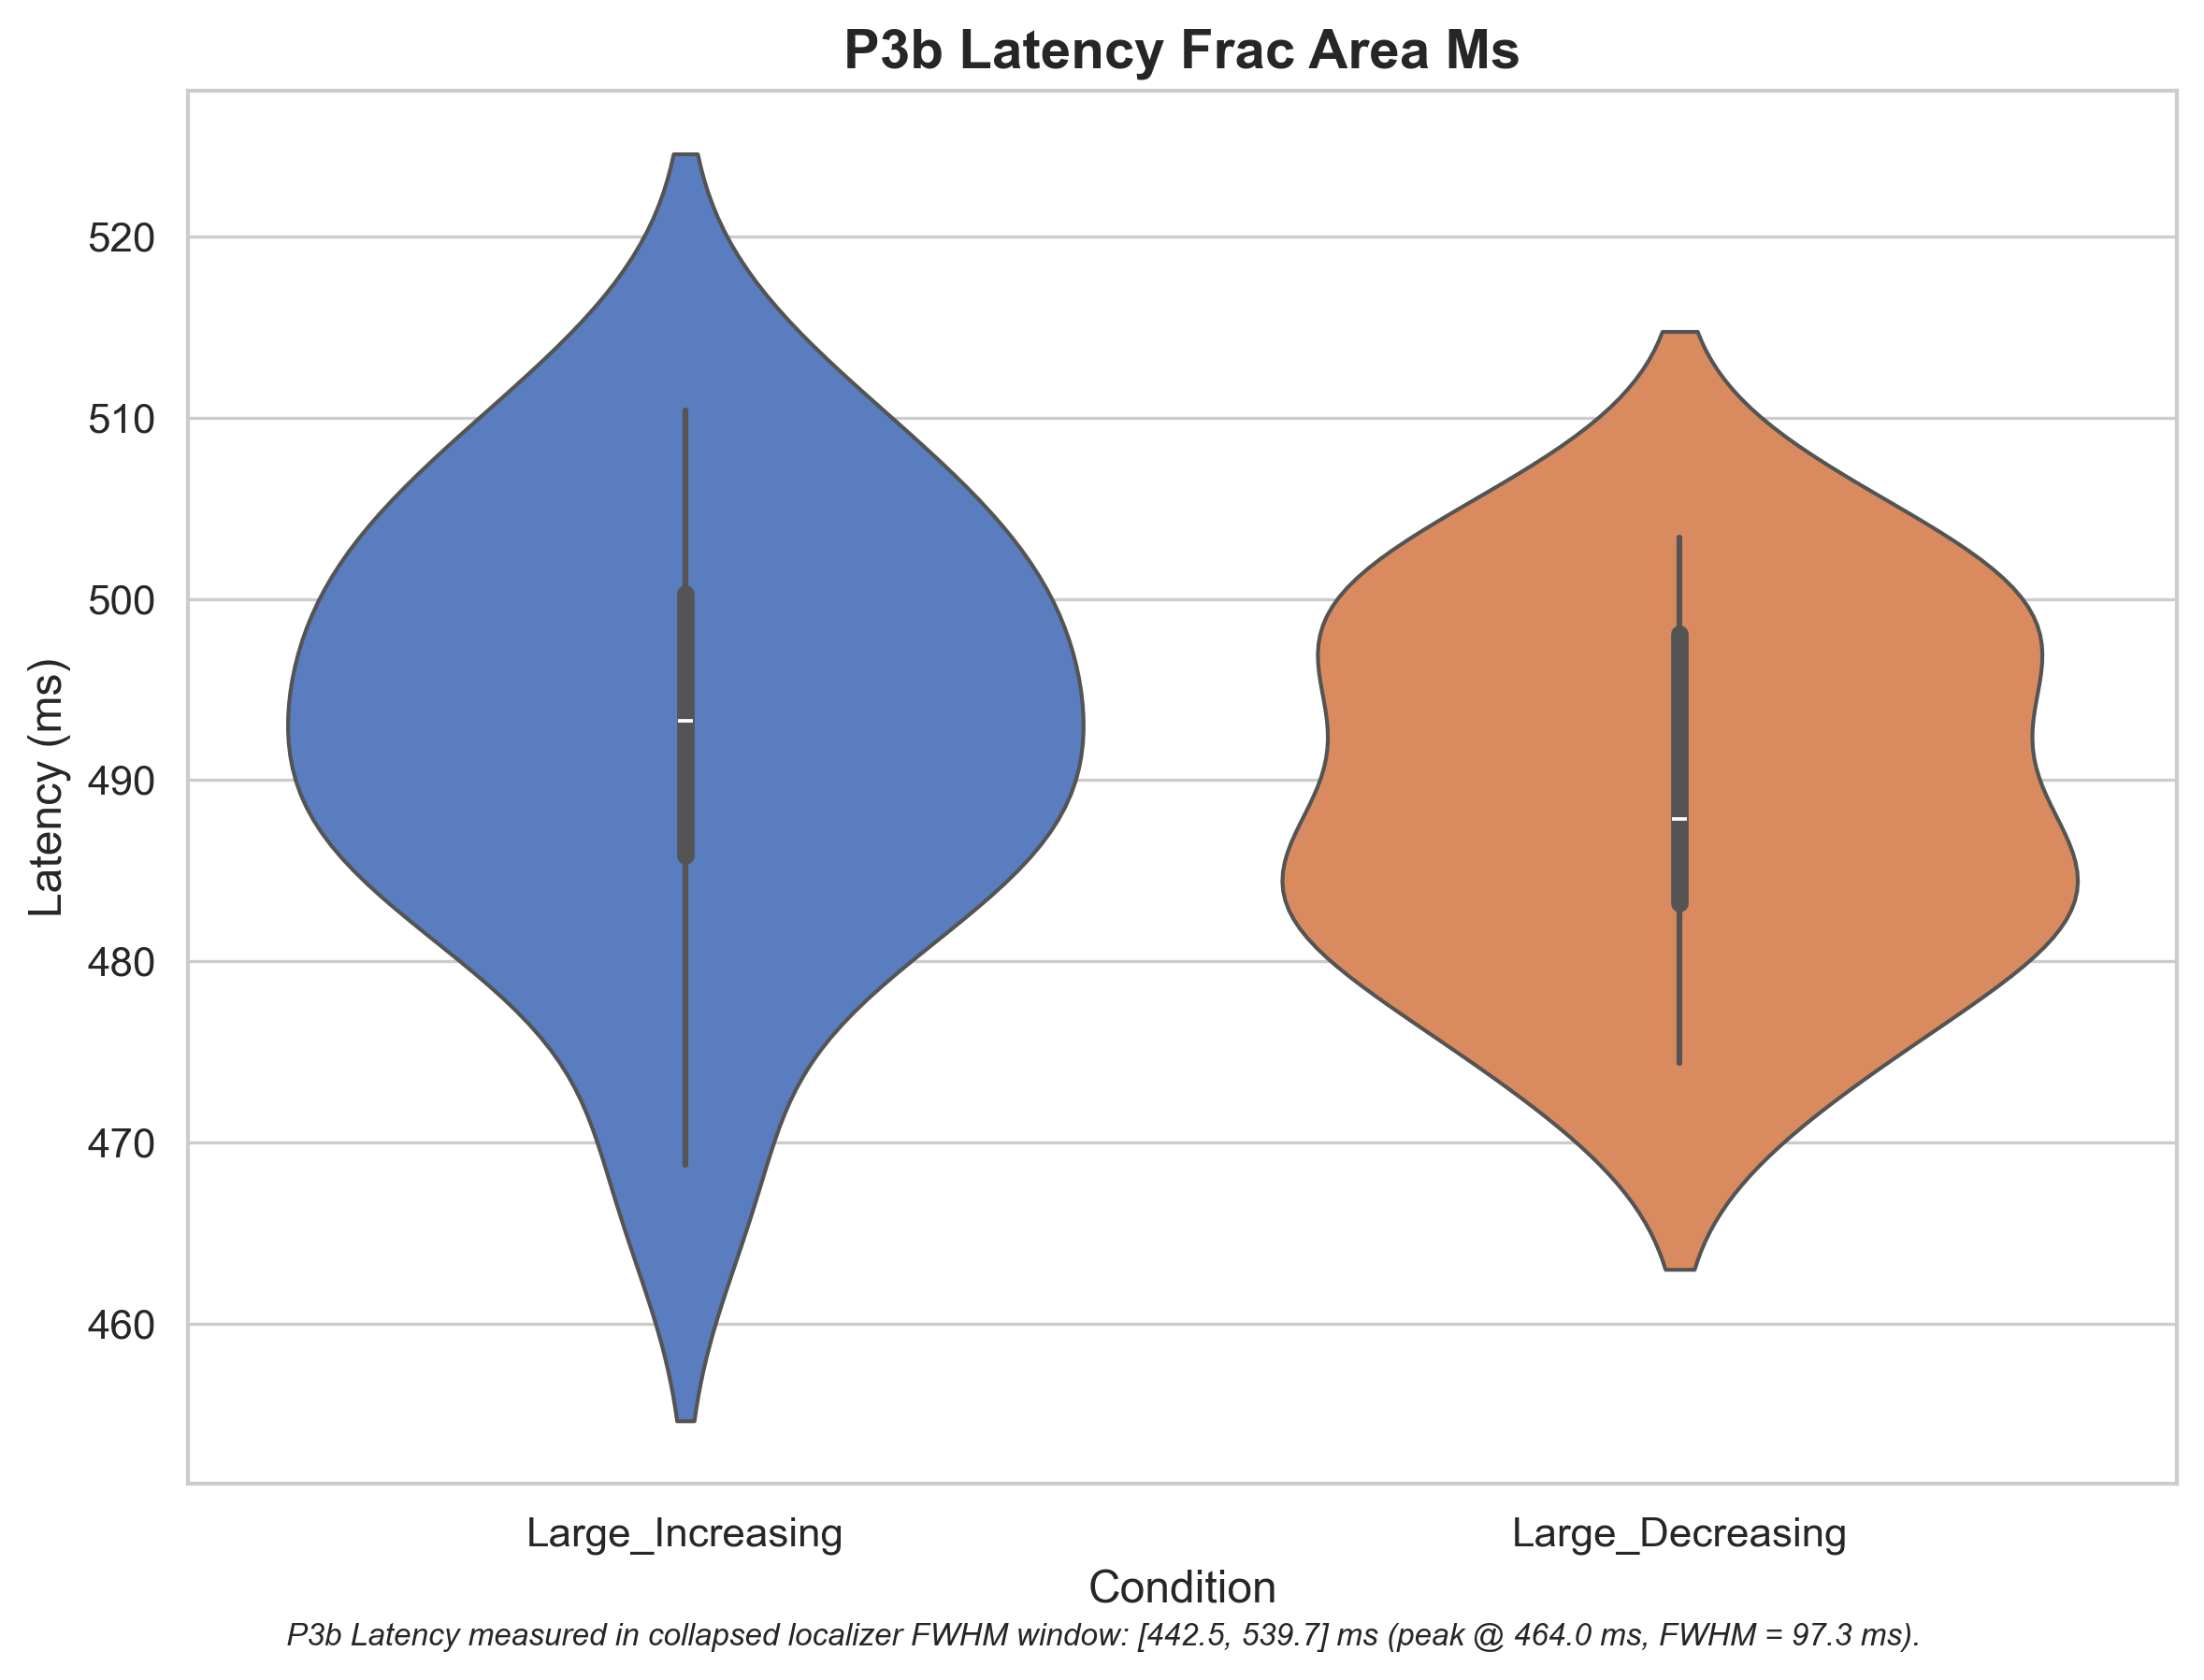 P3b Latency Frac Area Ms
Latency (ms)
520
510
500
490
480
470
460
Large_Increasing
Large_Decreasing
Condition
P3b Latency measured in collapsed localizer FWHM window: [442.5, 539.7] ms (peak @ 464.0 ms, FWHM = 97.3 ms).